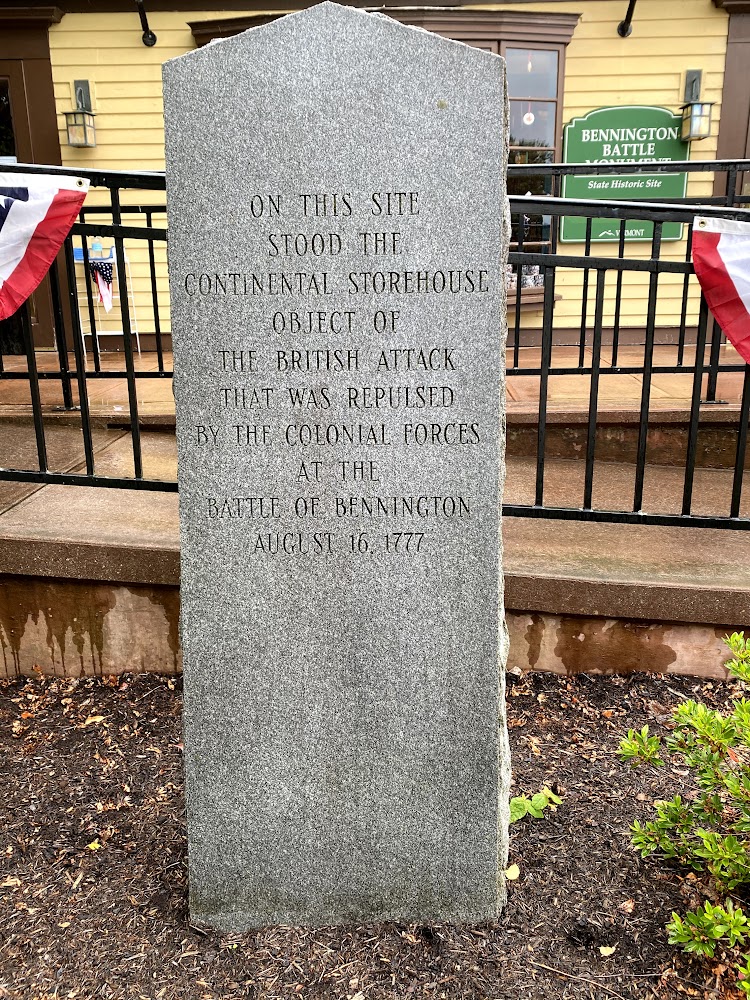 ON THIS SITE
STOOD THE
CONTINENTAL STOREHOUSE
OBJECT OF
THE BRITISH ATTACK
THAT WAS REPULSED
BY THE COLONIAL FORCES
AT THE
BATTLE OF BENNINGTON
AUGUST 16, 1777
BENNINGTON
BATTLE
MONUMENT
State Historic Site
VERMONT